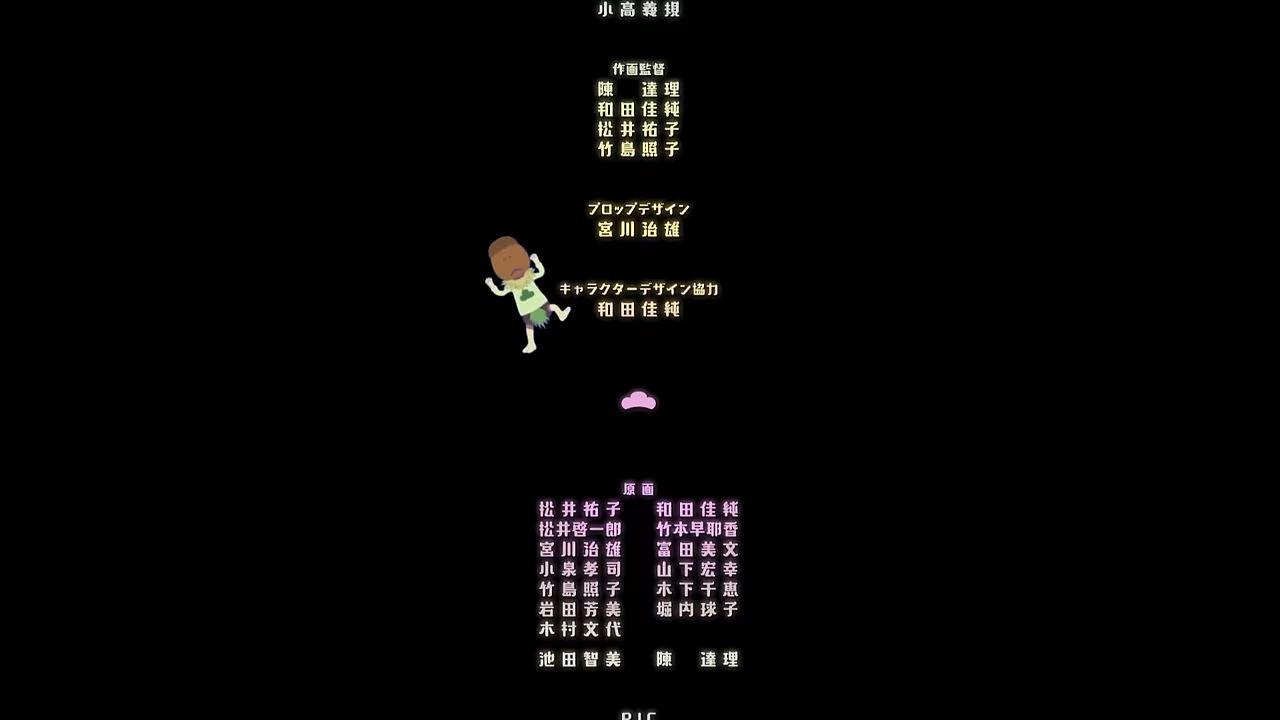 小高義規
作画監督
陳 達理
和田佳純
松井祐子
竹島照子
プロップデザイン
宮川治雄
キャラクターデザイン協力
和田佳純
原画
松井祐子 和田佳純
松井啓一郎 竹本早耶香
宮川治雄 富田美文
小泉孝司 山下宏幸
竹島照子 木下千恵
岩田芳美 堀内球子
木村文代
池田智美 陳 達理